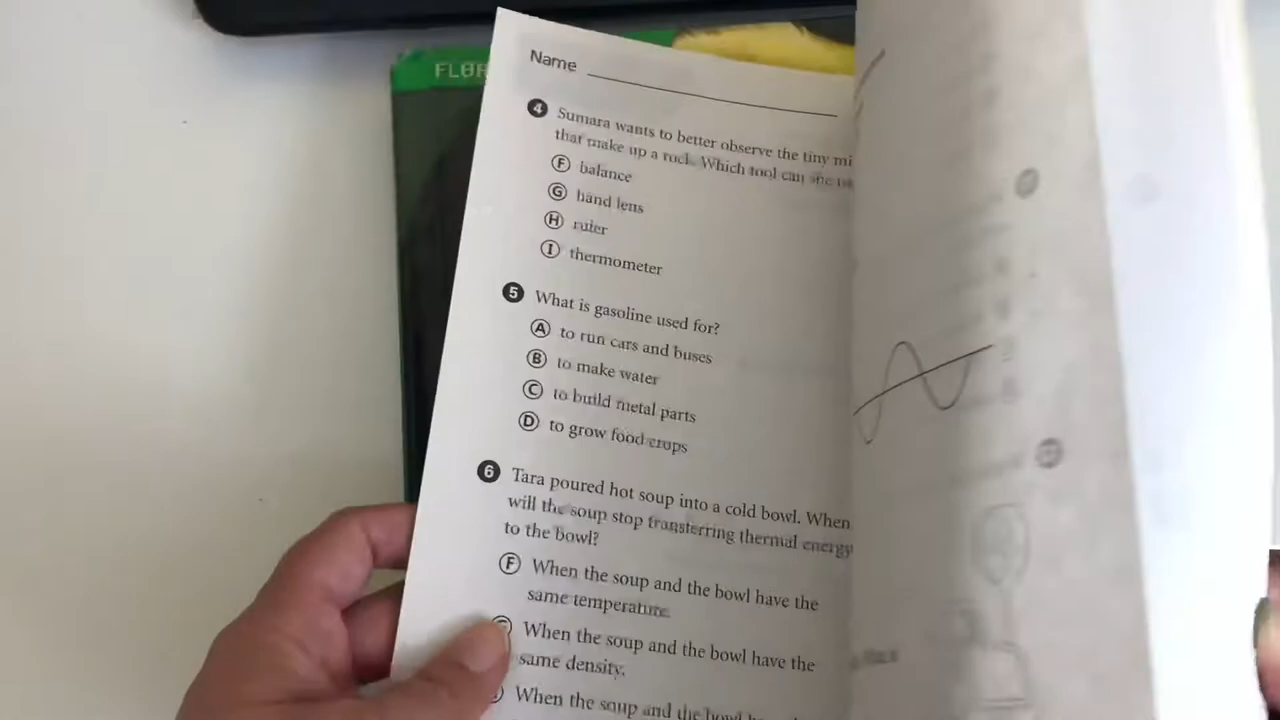 FLOR
Name
4 Sumara wants to better observe the tiny mi
that make up a rock. Which tool can she
F balance
G hand lens
H ruler
I thermometer
5 What is gasoline used for?
A to run cars and buses
B to make water
C to build metal parts
D to grow food crops
6 Tara poured hot soup into a cold bowl. When
will the soup stop transferring thermal energy
to the bowl?
F When the soup and the bowl have the
same temperature.
When the soup and the bowl have the
same density.
When the soup and the bowl